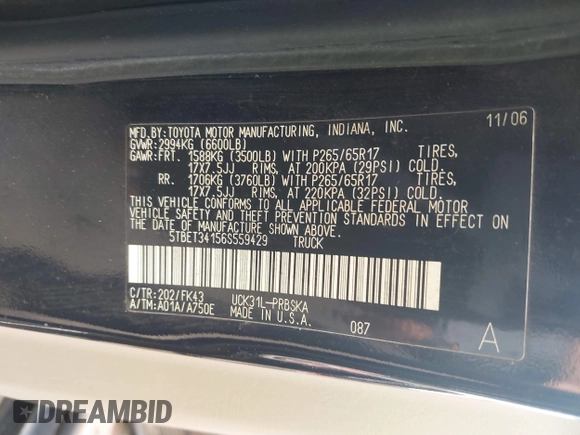 MFD.BY:TOYOTA MOTOR MANUFACTURING, INDIANA, INC. 11/06
GVWR:2994KG (6600LB)
GAWR:FRT. 1588KG (3500LB) WITH P265/65R17 TIRES,
17X7.5JJ RIMS, AT 200KPA (29PSI) COLD
RR. 1706KG (3760LB) WITH P265/65R17 TIRES,
17X7.5JJ RIMS, AT 220KPA (32PSI) COLD
THIS VEHICLE CONFORMS TO ALL APPLICABLE FEDERAL MOTOR
VEHICLE SAFETY AND THEFT PREVENTION STANDARDS IN EFFECT
ON THE DATE OF MANUFACTURE SHOWN ABOVE.
5TBET34156S559429 TRUCK
C/TR:202/FK43 UCK31L-PRBSKA
A/TM:A01A/A750E MADE IN U.S.A. 087 A
DREAMBID